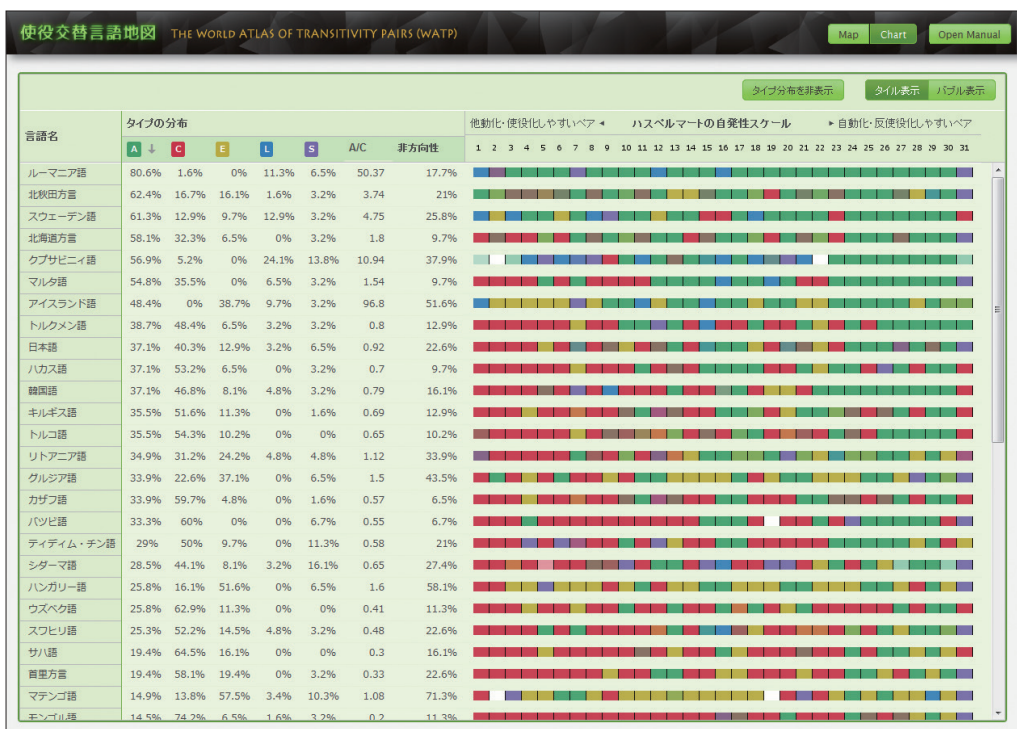 使役交替言語地図 THE WORLD ATLAS OF TRANSITIVITY PAIRS (WATP) Map Chart Open Manual
タイプ分布を非表示 タイル表示 バブル表示
言語名 タイプの分布 他動化・使役化しやすいペア ◂ ハスペルマートの自発性スケール ▸ 自動化・反使役化しやすいペア
A ↓ C E L S A/C 非方向性 1 2 3 4 5 6 7 8 9 10 11 12 13 14 15 16 17 18 19 20 21 22 23 24 25 26 27 28 29 30 31
ルーマニア語 80.6% 1.6% 0% 11.3% 6.5% 50.37 17.7%
北秋田方言 62.4% 16.7% 16.1% 1.6% 3.2% 3.74 21%
スウェーデン語 61.3% 12.9% 9.7% 12.9% 3.2% 4.75 25.8%
北海道方言 58.1% 32.3% 6.5% 0% 3.2% 1.8 9.7%
クプサビニィ語 56.9% 5.2% 0% 24.1% 13.8% 10.94 37.9%
マルタ語 54.8% 35.5% 0% 6.5% 3.2% 1.54 9.7%
アイスランド語 48.4% 0% 38.7% 9.7% 3.2% 96.8 51.6%
トルクメン語 38.7% 48.4% 6.5% 3.2% 3.2% 0.8 12.9%
日本語 37.1% 40.3% 12.9% 3.2% 6.5% 0.92 22.6%
ハカス語 37.1% 53.2% 6.5% 0% 3.2% 0.7 9.7%
韓国語 37.1% 46.8% 8.1% 4.8% 3.2% 0.79 16.1%
キルギス語 35.5% 51.6% 11.3% 0% 1.6% 0.69 12.9%
トルコ語 35.5% 54.3% 10.2% 0% 0% 0.65 10.2%
リトアニア語 34.9% 31.2% 24.2% 4.8% 4.8% 1.12 33.9%
グルジア語 33.9% 22.6% 37.1% 0% 6.5% 1.5 43.5%
カザフ語 33.9% 59.7% 4.8% 0% 1.6% 0.57 6.5%
バツビ語 33.3% 60% 0% 0% 6.7% 0.55 6.7%
ティディム・チン語 29% 50% 9.7% 0% 11.3% 0.58 21%
シダーマ語 28.5% 44.1% 8.1% 3.2% 16.1% 0.65 27.4%
ハンガリー語 25.8% 16.1% 51.6% 0% 6.5% 1.6 58.1%
ウズベク語 25.8% 62.9% 11.3% 0% 0% 0.41 11.3%
スワヒリ語 25.3% 52.2% 14.5% 4.8% 3.2% 0.48 22.6%
サハ語 19.4% 64.5% 16.1% 0% 0% 0.3 16.1%
首里方言 19.4% 58.1% 19.4% 0% 3.2% 0.33 22.6%
マテンゴ語 14.9% 13.8% 57.5% 3.4% 10.3% 1.08 71.3%
モンゴル語 14.5% 74.2% 6.5% 1.6% 3.2% 0.2 11.3%